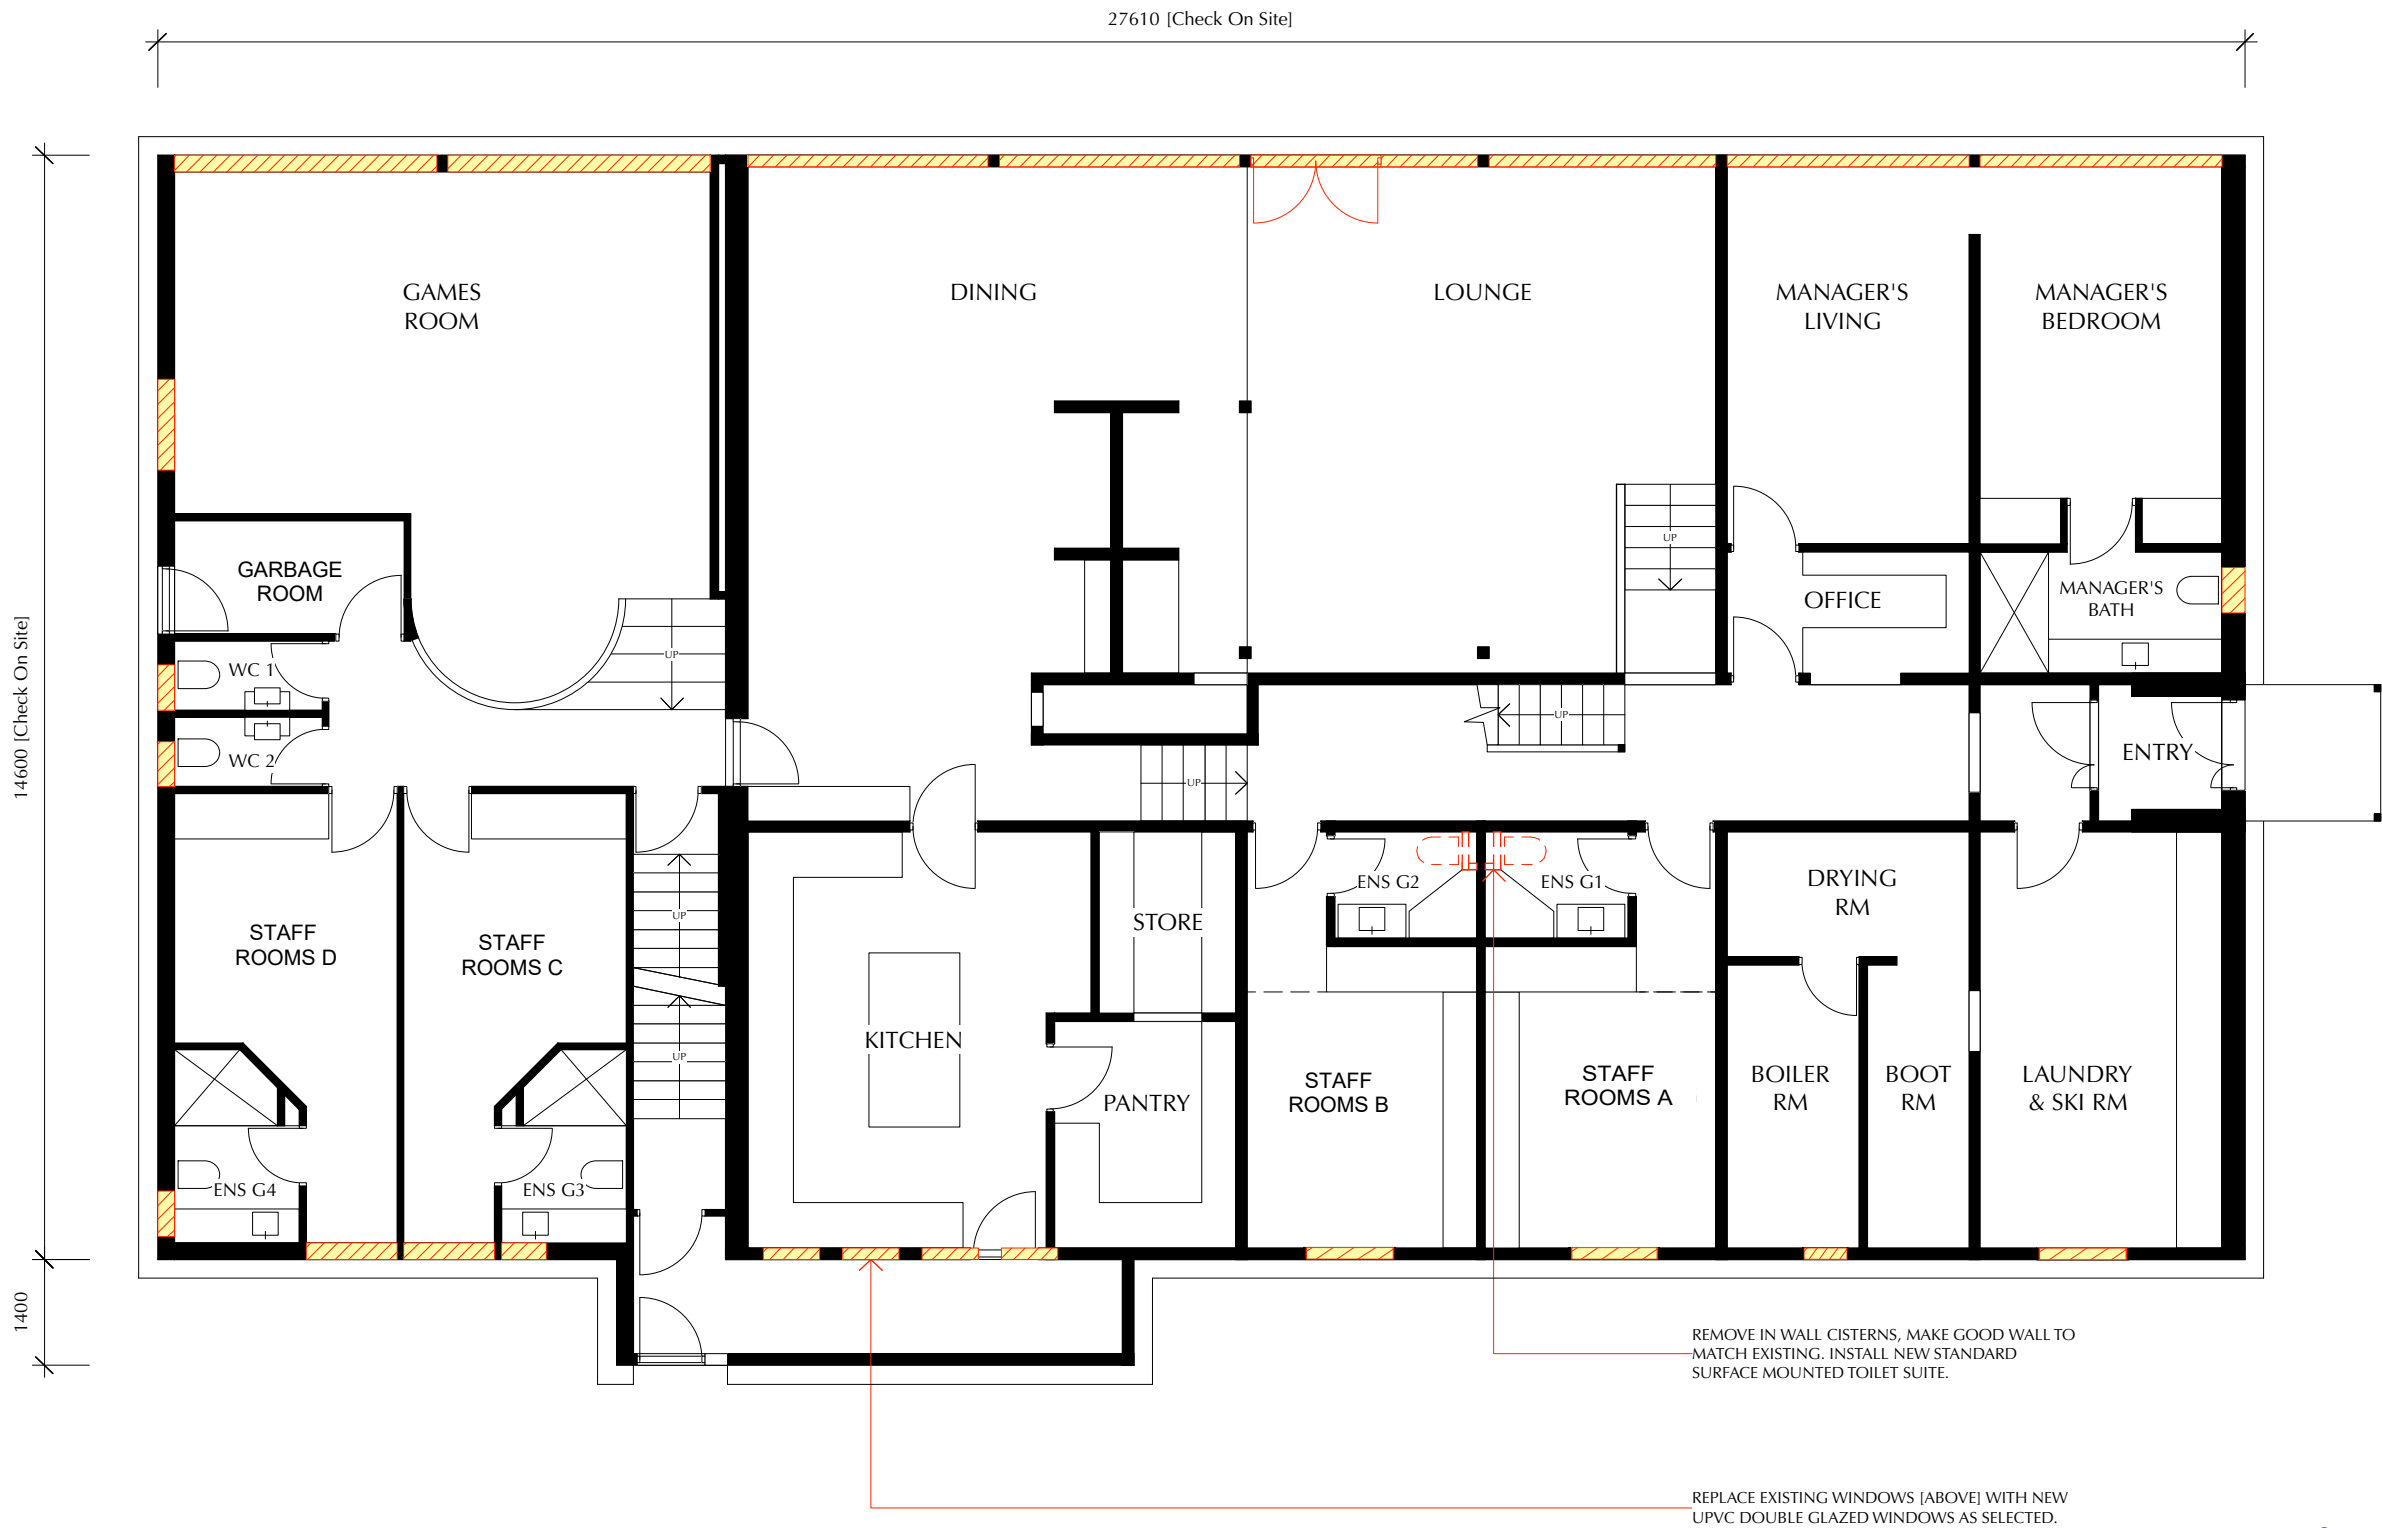 27610 [Check On Site]
14600 [Check On Site]
1400
GAMES
ROOM
DINING
LOUNGE
MANAGER'S
LIVING
MANAGER'S
BEDROOM
UP
GARBAGE
ROOM
OFFICE
MANAGER'S
BATH
WC 1
UP
WC 2
UP
UP
ENTRY
ENS G2
ENS G1
DRYING
RM
STAFF
ROOMS D
STAFF
ROOMS C
UP
STORE
KITCHEN
UP
PANTRY
STAFF
ROOMS B
STAFF
ROOMS A
BOILER
RM
BOOT
RM
LAUNDRY
& SKI RM
ENS G4
ENS G3
REMOVE IN WALL CISTERNS, MAKE GOOD WALL TO
MATCH EXISTING. INSTALL NEW STANDARD
SURFACE MOUNTED TOILET SUITE.
REPLACE EXISTING WINDOWS [ABOVE] WITH NEW
UPVC DOUBLE GLAZED WINDOWS AS SELECTED.